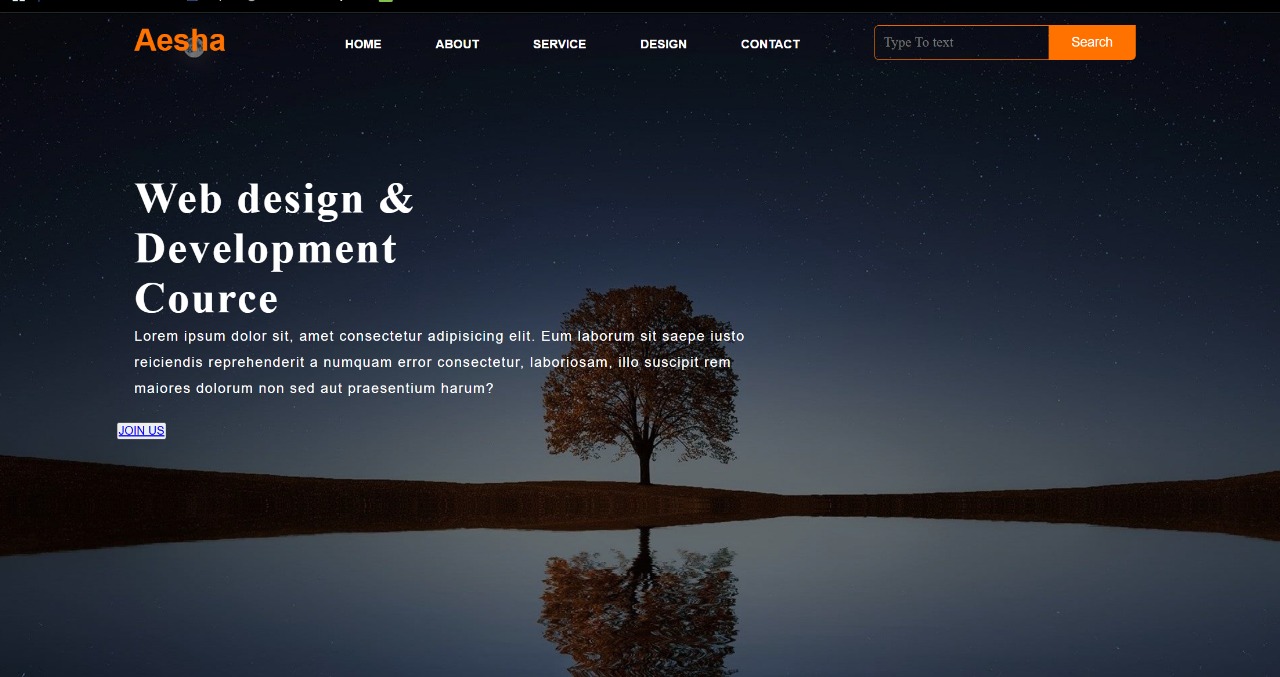 Aesha
HOME ABOUT SERVICE DESIGN CONTACT
Type To text Search
Web design &
Development
Cource
Lorem ipsum dolor sit, amet consectetur adipisicing elit. Eum laborum sit saepe iusto
reiciendis reprehenderit a numquam error consectetur, laboriosam, illo suscipit rem
maiores dolorum non sed aut praesentium harum?
JOIN US